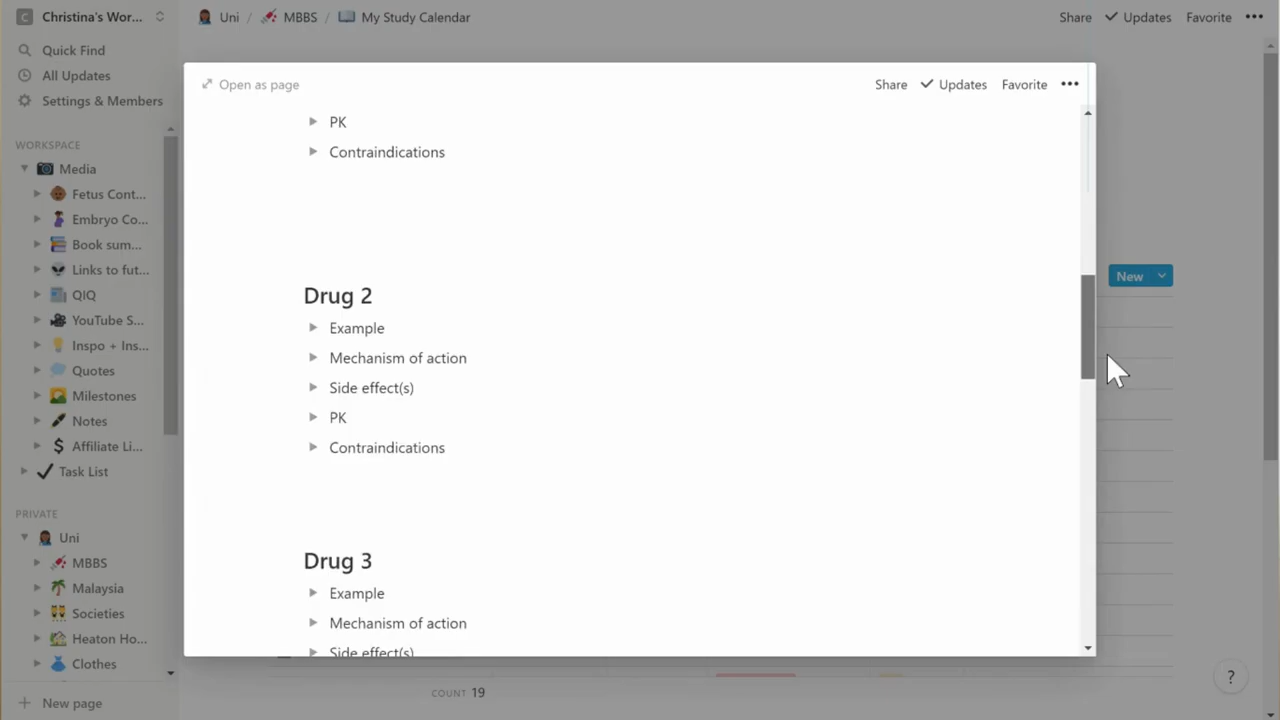 C Christina's Wor...
Uni / MBBS / My Study Calendar
Share Updates Favorite •••
Quick Find
All Updates
Settings & Members
WORKSPACE
Media
Fetus Cont...
Embryo Co...
Book sum...
Links to fut...
QIQ
YouTube S...
Inspo + Ins...
Quotes
Milestones
Notes
Affiliate Li...
Task List
PRIVATE
Uni
MBBS
Malaysia
Societies
Heaton Ho...
Clothes
New page
Open as page
Share Updates Favorite •••
PK
Contraindications
Drug 2
Example
Mechanism of action
Side effect(s)
PK
Contraindications
Drug 3
Example
Mechanism of action
Side effect(s)
New
COUNT 19
?